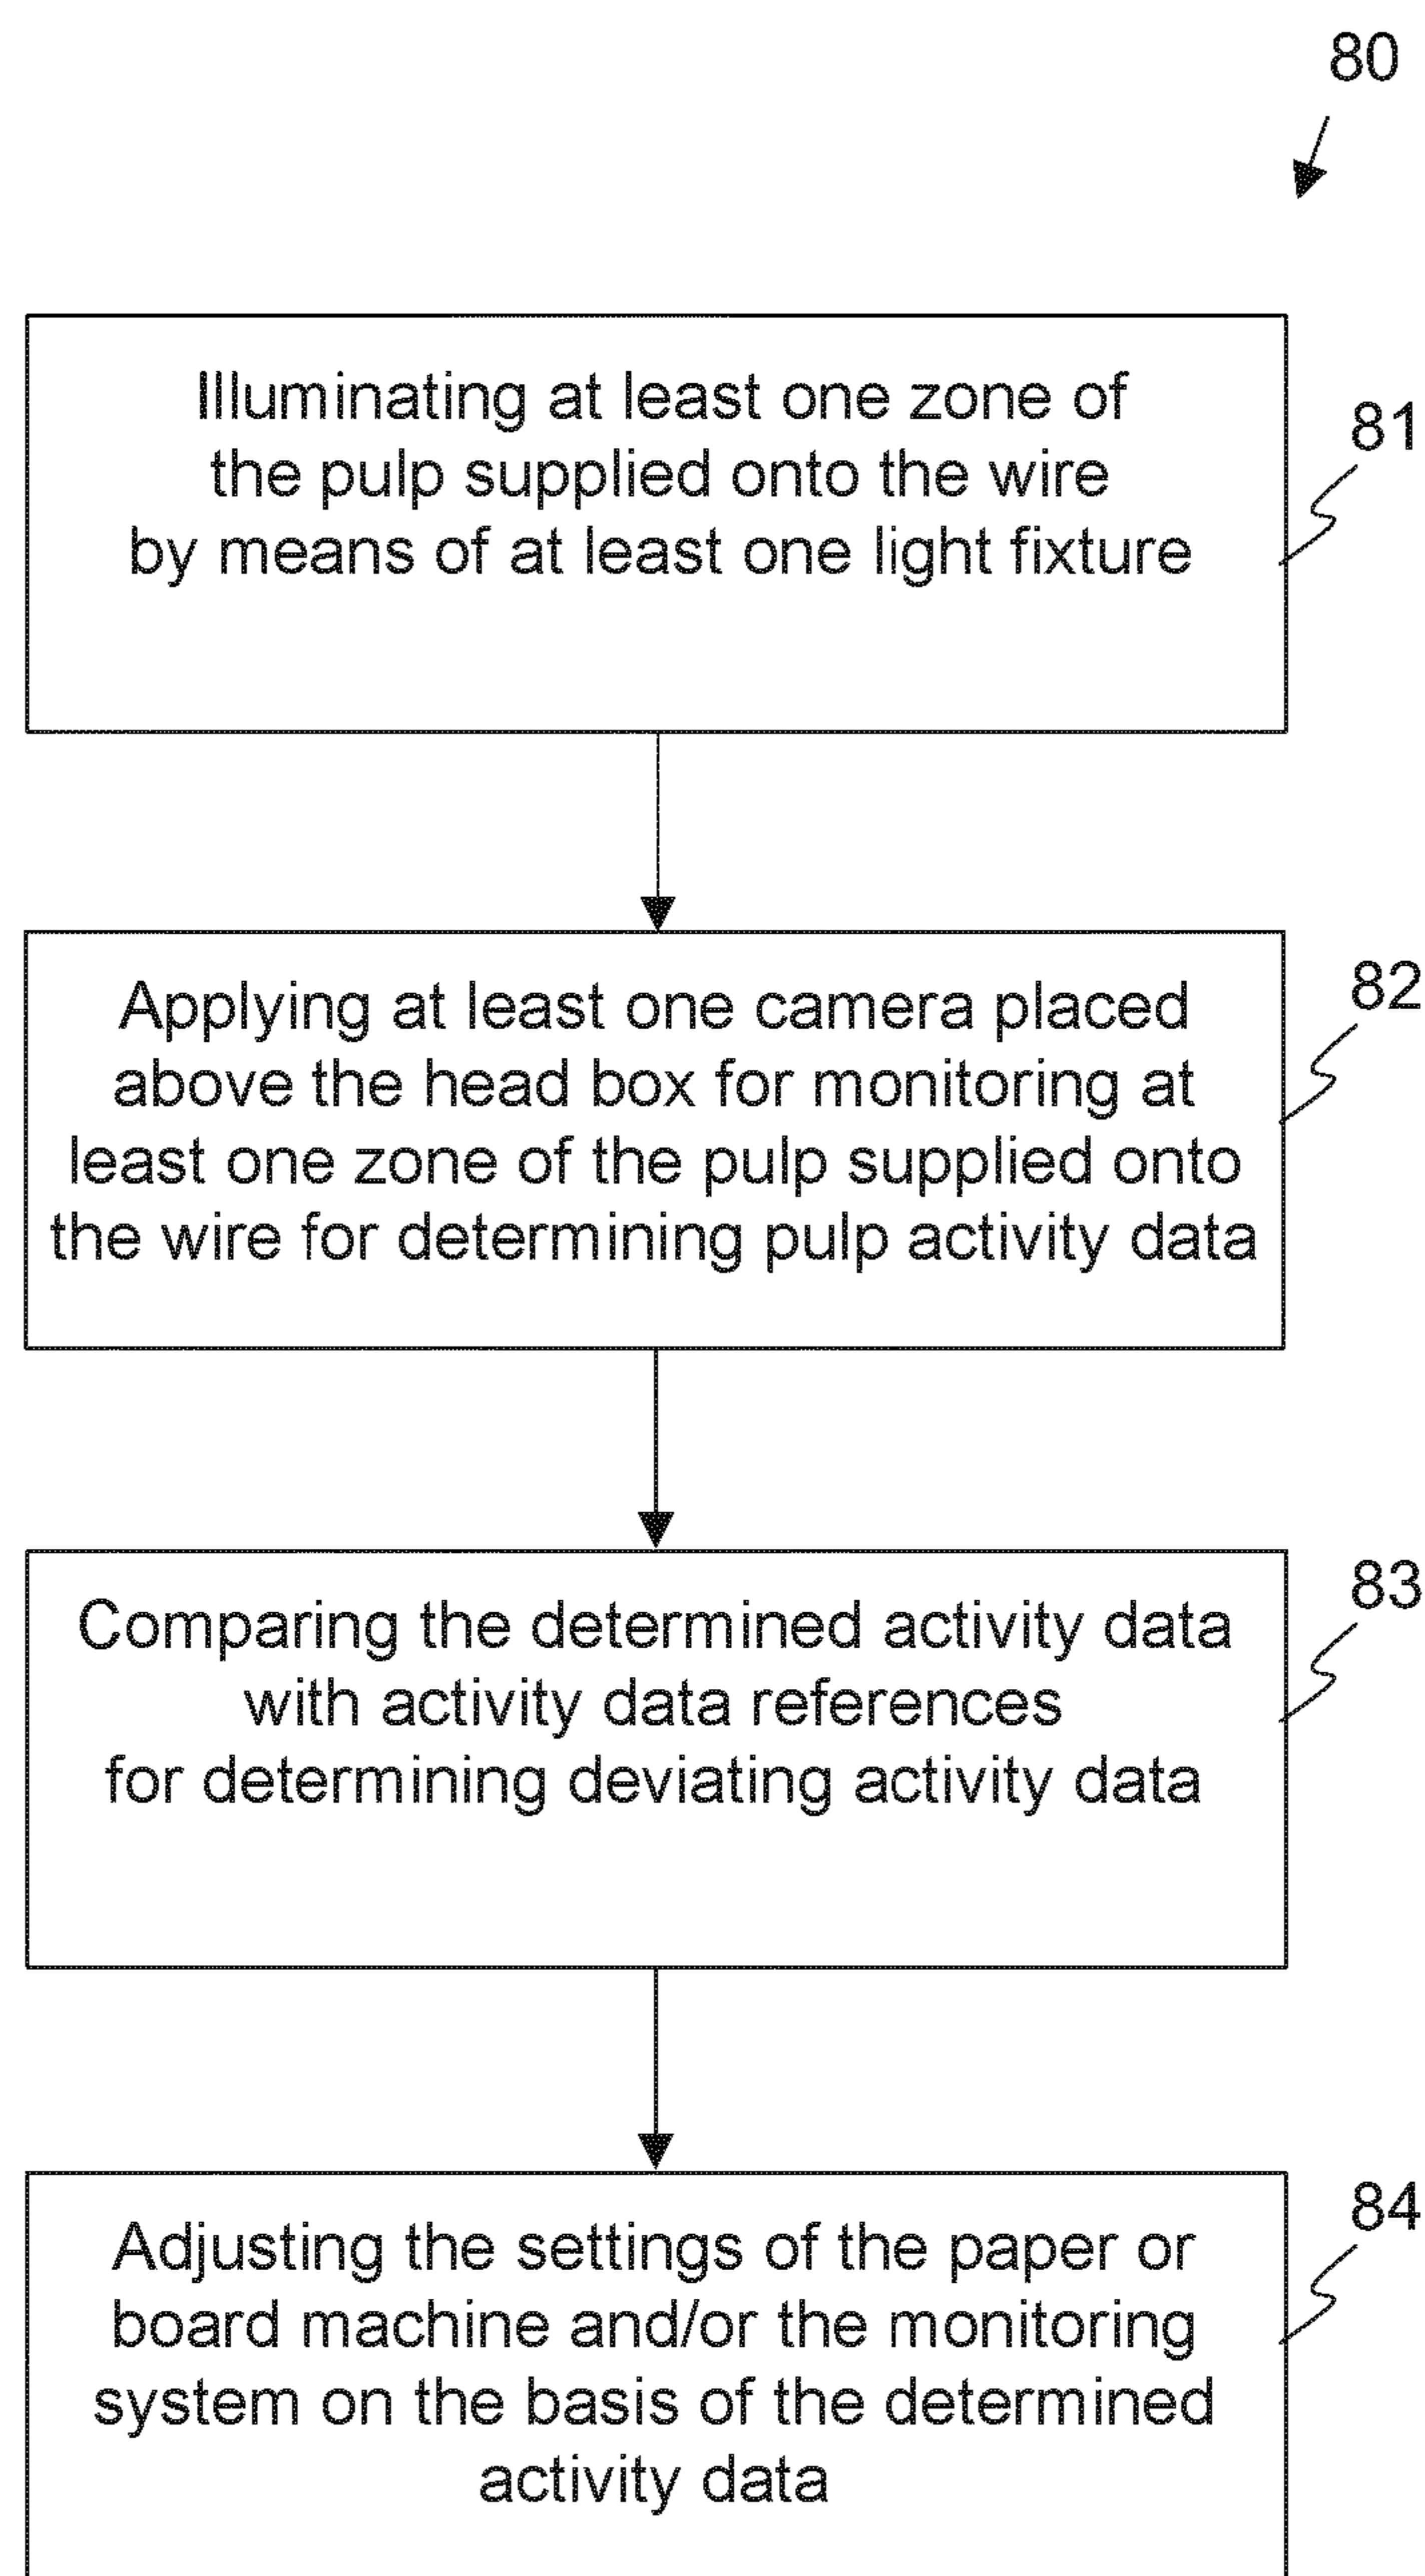 80
Illuminating at least one zone of
the pulp supplied onto the wire
by means of at least one light fixture
81
Applying at least one camera placed
above the head box for monitoring at
least one zone of the pulp supplied onto
the wire for determining pulp activity data
82
Comparing the determined activity data
with activity data references
for determining deviating activity data
83
Adjusting the settings of the paper or
board machine and/or the monitoring
system on the basis of the determined
activity data
84